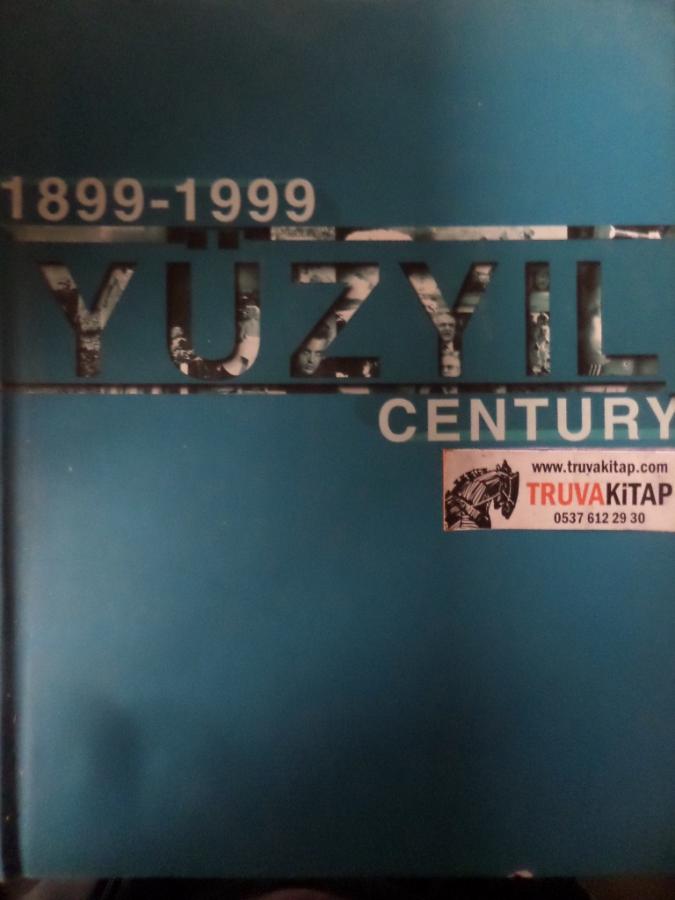 1899-1999
YÜZYIL
CENTURY
www.truvakitap.com
TRUVAKiTAP
0537 612 29 30